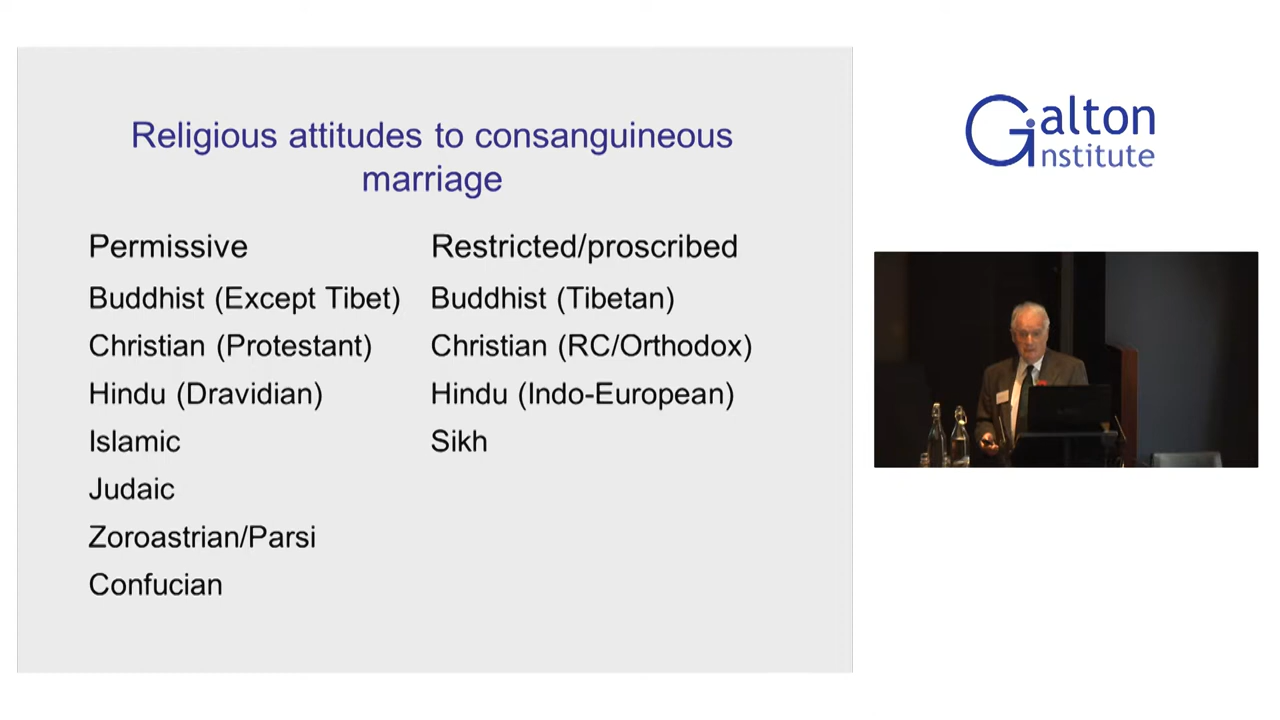 Religious attitudes to consanguineous
marriage
Permissive
Restricted/proscribed
Buddhist (Except Tibet)
Buddhist (Tibetan)
Christian (Protestant)
Christian (RC/Orthodox)
Hindu (Dravidian)
Hindu (Indo-European)
Islamic
Sikh
Judaic
Zoroastrian/Parsi
Confucian
Galton
Institute